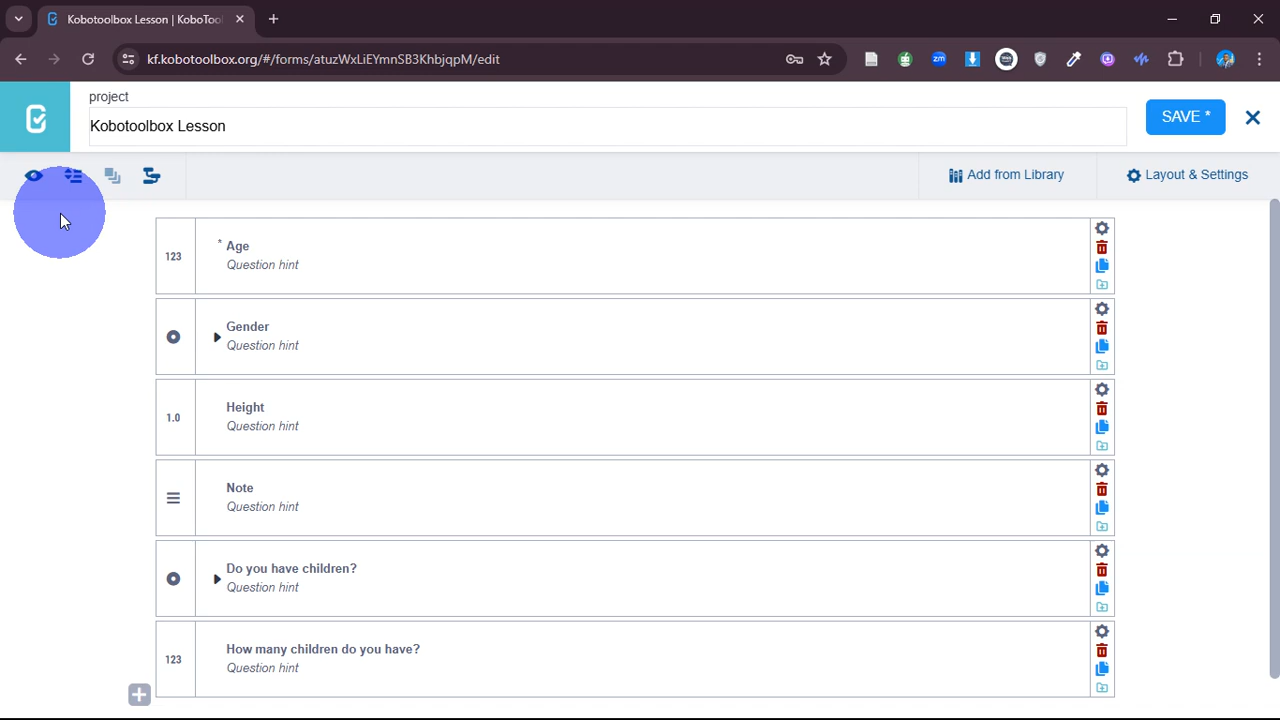 Kobotoolbox Lesson | KoboToo
kf.kobotoolbox.org/#/forms/atuzWxLiEYmnSB3KhbjqpM/edit
zm
project
Kobotoolbox Lesson
SAVE *
Add from Library
Layout & Settings
123
* Age
Question hint
Gender
Question hint
1.0
Height
Question hint
Note
Question hint
Do you have children?
Question hint
123
How many children do you have?
Question hint